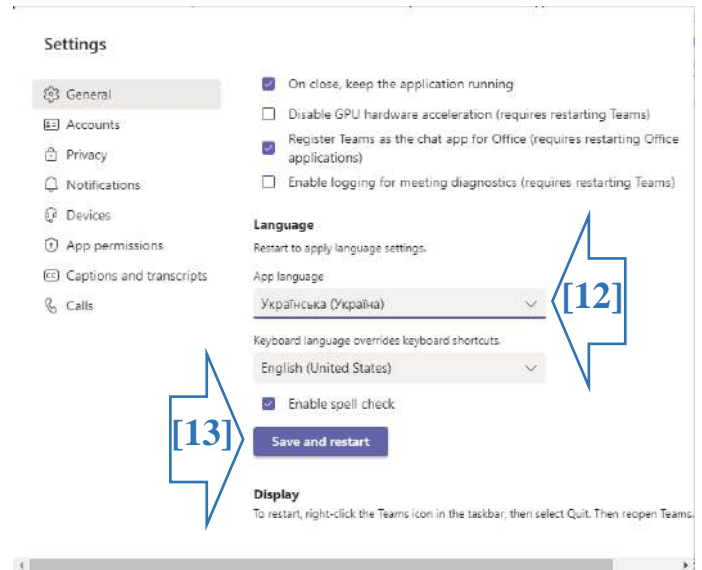 Settings
General
Accounts
Privacy
Notifications
Devices
App permissions
Captions and transcripts
Calls
On close, keep the application running
Disable GPU hardware acceleration (requires restarting Teams)
Register Teams as the chat app for Office (requires restarting Office
applications)
Enable logging for meeting diagnostics (requires restarting Teams)
Language
Restart to apply language settings.
App language
Українська (Україна)
[12]
Keyboard language overrides keyboard shortcuts.
English (United States)
Enable spell check
[13]
Save and restart
Display
To restart, right-click the Teams icon in the taskbar, then select Quit. Then reopen Teams.